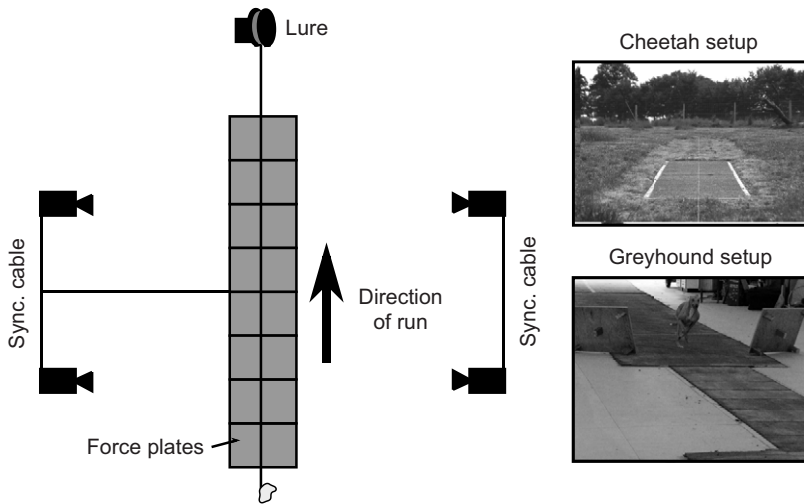 Lure
Cheetah setup
Sync. cable
Direction
of run
Sync. cable
Greyhound setup
Force plates